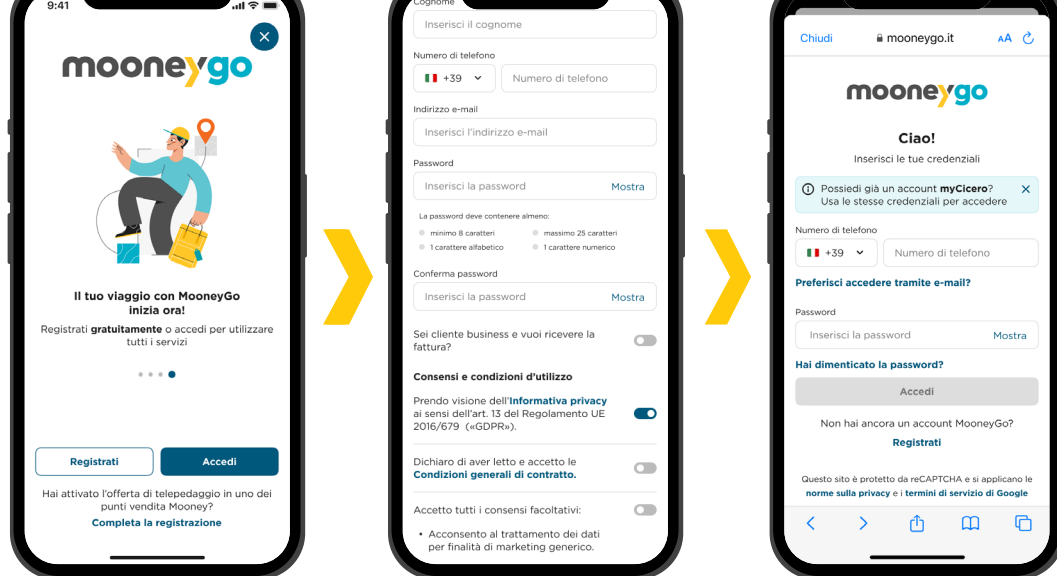 9:41
mooneygo
Il tuo viaggio con MooneyGo
inizia ora!
Registrati gratuitamente o accedi per utilizzare
tutti i servizi
Registrati
Accedi
Hai attivato l'offerta di telepedaggio in uno dei
punti vendita Mooney?
Completa la registrazione
Cognome
Inserisci il cognome
Numero di telefono
+39
Numero di telefono
Indirizzo e-mail
Inserisci l'indirizzo e-mail
Password
Inserisci la password
Mostra
La password deve contenere almeno:
minimo 8 caratteri
massimo 25 caratteri
1 carattere alfabetico
1 carattere numerico
Conferma password
Inserisci la password
Mostra
Sei cliente business e vuoi ricevere la
fattura?
Consensi e condizioni d'utilizzo
Prendo visione dell'Informativa privacy
ai sensi dell'art. 13 del Regolamento UE
2016/679 («GDPR»).
Dichiaro di aver letto e accetto le
Condizioni generali di contratto.
Accetto tutti i consensi facoltativi:
• Acconsento al trattamento dei dati
per finalità di marketing generico.
Chiudi
mooneygo.it
AA
mooneygo
Ciao!
Inserisci le tue credenziali
Possiedi già un account myCicero?
Usa le stesse credenziali per accedere
Numero di telefono
+39
Numero di telefono
Preferisci accedere tramite e-mail?
Password
Inserisci la password
Mostra
Hai dimenticato la password?
Accedi
Non hai ancora un account MooneyGo?
Registrati
Questo sito è protetto da reCAPTCHA e si applicano le
norme sulla privacy e i termini di servizio di Google